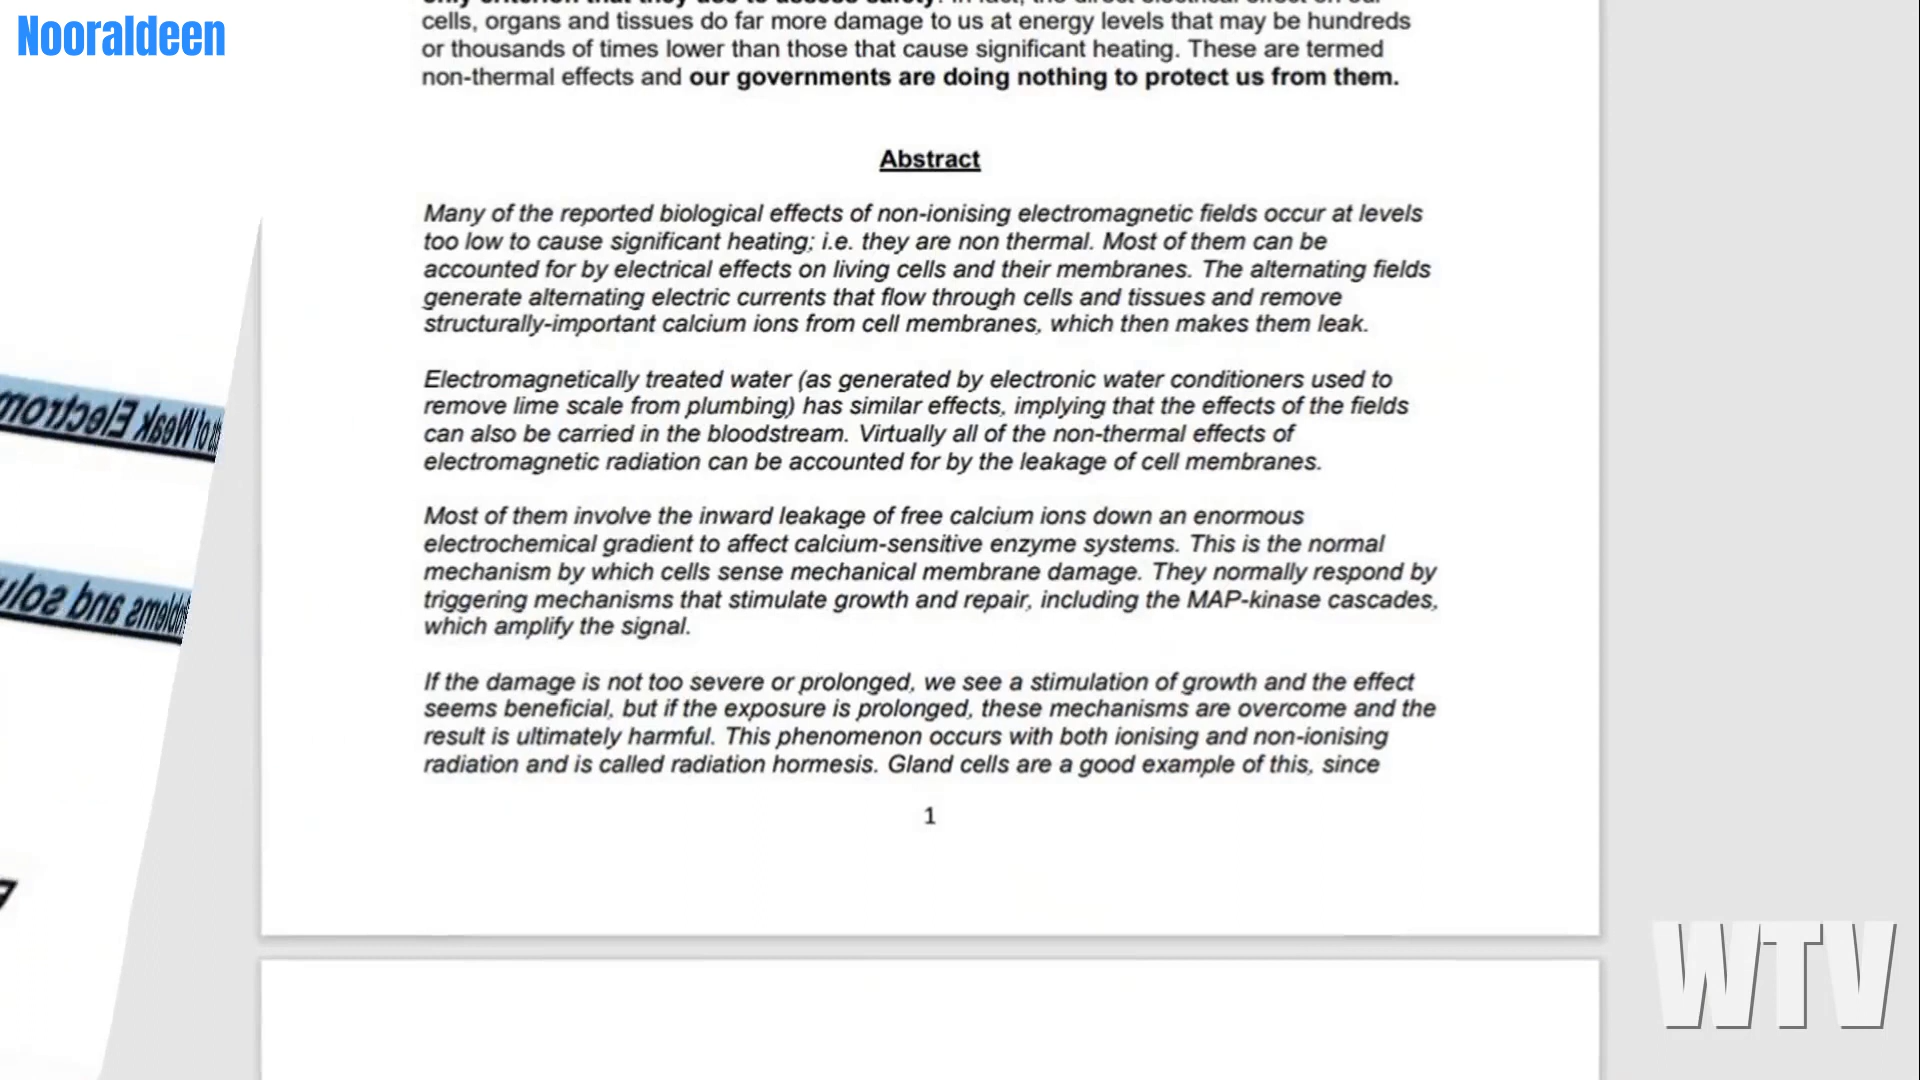 Nooraldeen
cells, organs and tissues do far more damage to us at energy levels that may be hundreds
or thousands of times lower than those that cause significant heating. These are termed
non-thermal effects and our governments are doing nothing to protect us from them.
Abstract
Many of the reported biological effects of non-ionising electromagnetic fields occur at levels
too low to cause significant heating; i.e. they are non thermal. Most of them can be
accounted for by electrical effects on living cells and their membranes. The alternating fields
generate alternating electric currents that flow through cells and tissues and remove
structurally-important calcium ions from cell membranes, which then makes them leak.
Electromagnetically treated water (as generated by electronic water conditioners used to
remove lime scale from plumbing) has similar effects, implying that the effects of the fields
can also be carried in the bloodstream. Virtually all of the non-thermal effects of
electromagnetic radiation can be accounted for by the leakage of cell membranes.
Most of them involve the inward leakage of free calcium ions down an enormous
electrochemical gradient to affect calcium-sensitive enzyme systems. This is the normal
mechanism by which cells sense mechanical membrane damage. They normally respond by
triggering mechanisms that stimulate growth and repair, including the MAP-kinase cascades,
which amplify the signal.
If the damage is not too severe or prolonged, we see a stimulation of growth and the effect
seems beneficial, but if the exposure is prolonged, these mechanisms are overcome and the
result is ultimately harmful. This phenomenon occurs with both ionising and non-ionising
radiation and is called radiation hormesis. Gland cells are a good example of this, since
1
of Weak
and
WTV